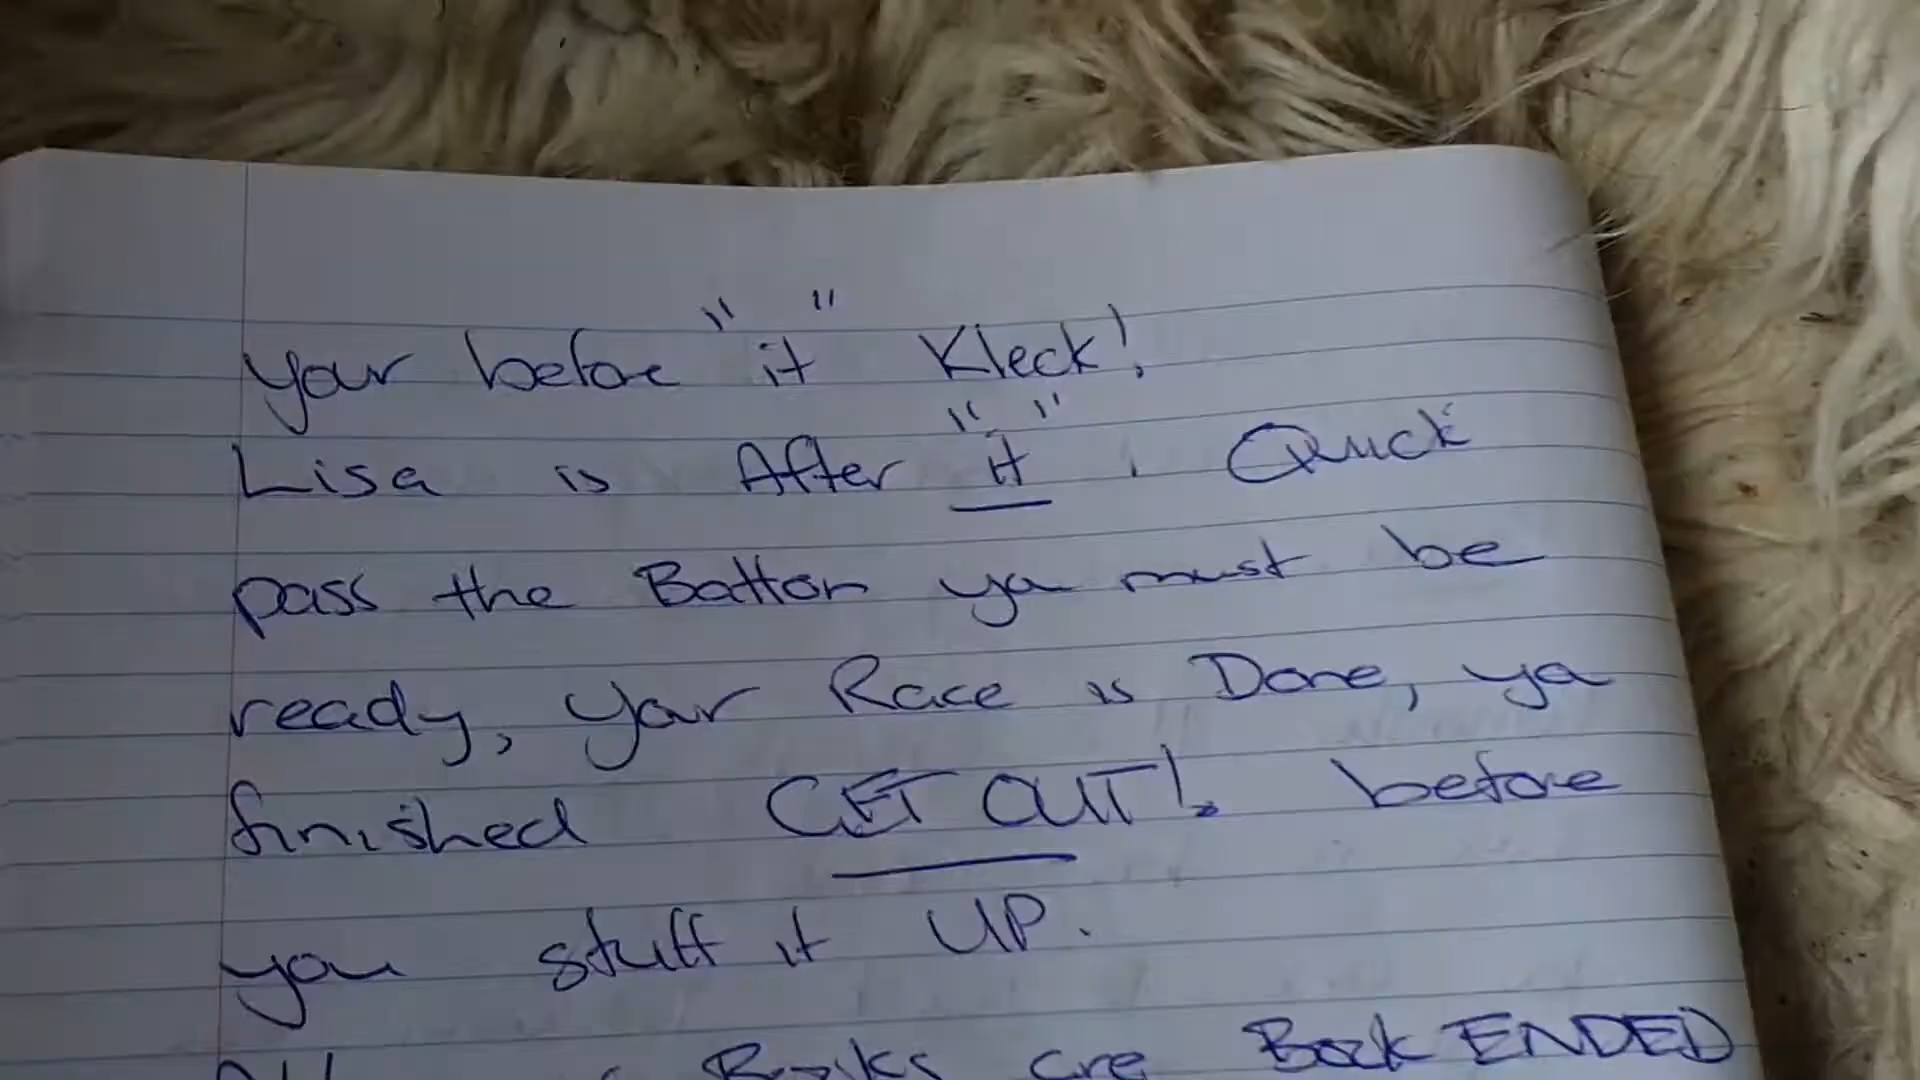 your before "it" Kleck!
Lisa is After "it". Quick
pass the Batton ya must be
ready, your Race is Done, ya
finished GET OUT! before
you stuff it UP.
Books are Back ENDED